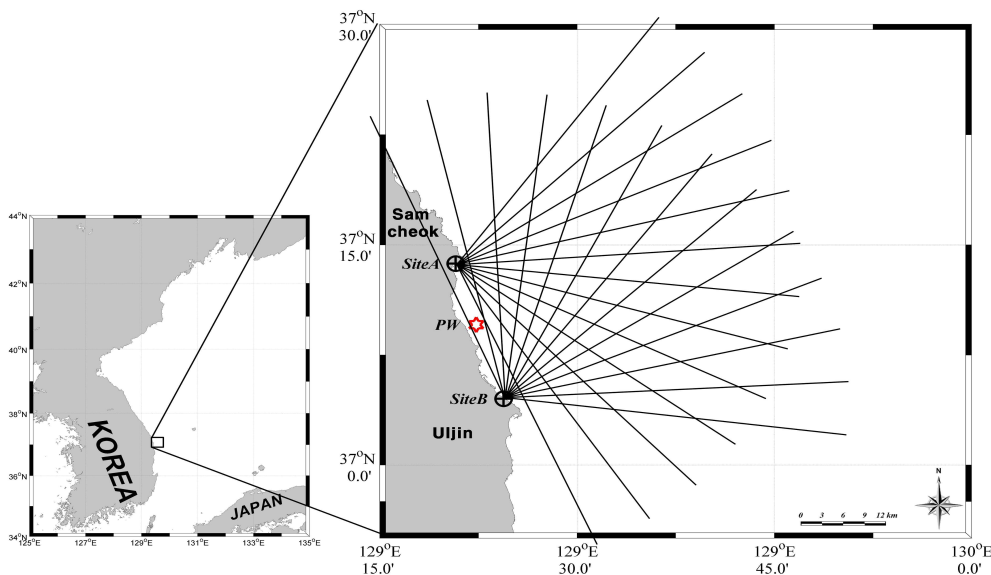 37°N
30.0'
37°N
15.0'
37°N
0.0'
129°E
15.0'
129°E
30.0'
129°E
45.0'
130°E
0.0'
Sam
cheok
SiteA
PW
SiteB
Uljin
N
0 3 6 9 12 km
44°N
42°N
40°N
38°N
36°N
34°N
125°E 127°E 129°E 131°E 133°E 135°E
KOREA
JAPAN